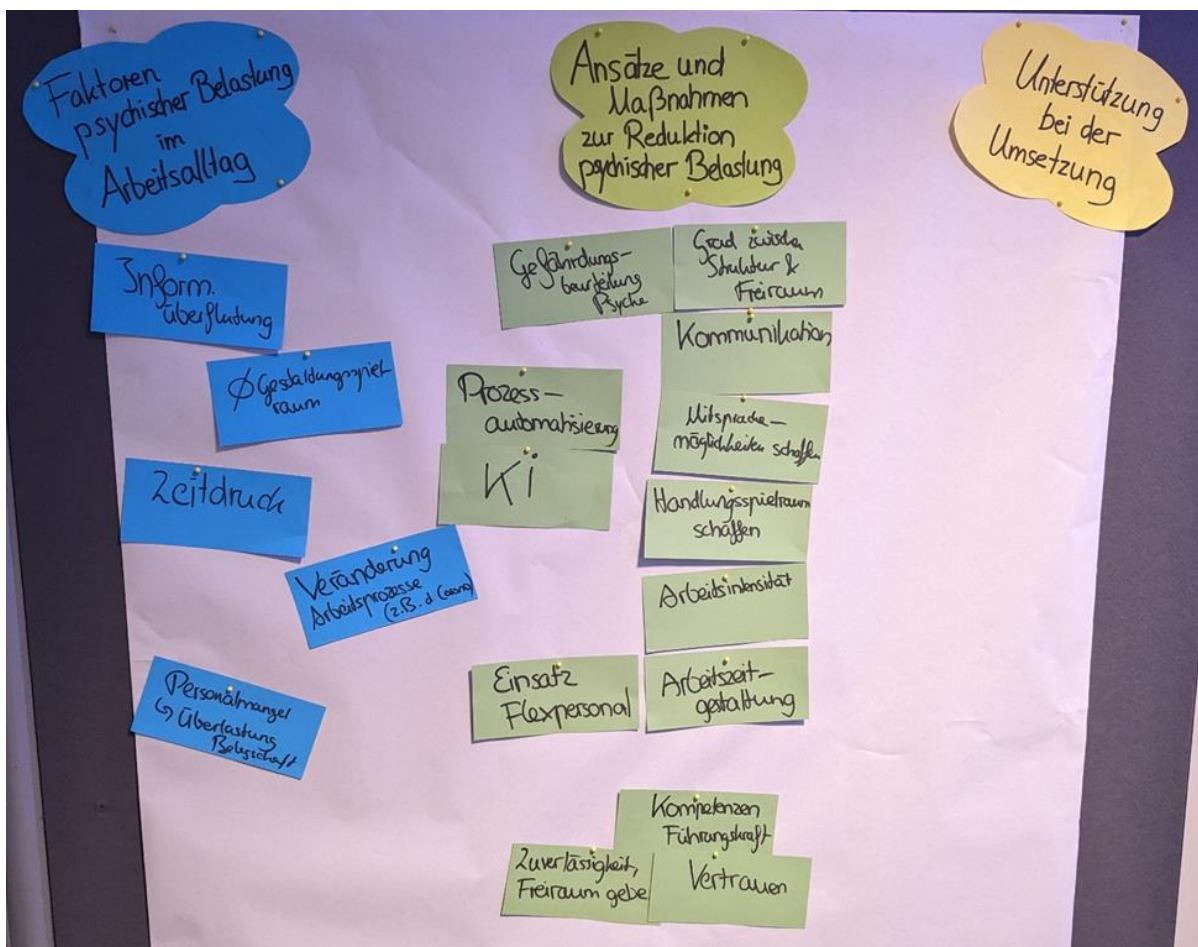 Faktoren
psychischer Belastung
im
Arbeitsalltag
Inform.
überflutung
Ø Gestaltungsspiel
raum
Zeitdruck
Veränderung
Arbeitsprozesse
(z.B. d Corona)
Personalmangel
↳ Überlastung
Belegschaft
Ansätze und
Maßnahmen
zur Reduktion
psychischer Belastung
Gefährdungs-
beurteilung
Psyche
Grad zwischen
Struktur &
Freiraum
Kommunikation
Prozess-
automatisierung
KI
Mitsprache-
möglichkeiten schaffen
Handlungsspielraum
schaffen
Arbeitsintensität
Einsatz
Flexpersonal
Arbeitszeit-
gestaltung
Kompetenzen
Führungskraft
Zuverlässigkeit,
Freiraum gebe
Vertrauen
Unterstützung
bei der
Umsetzung